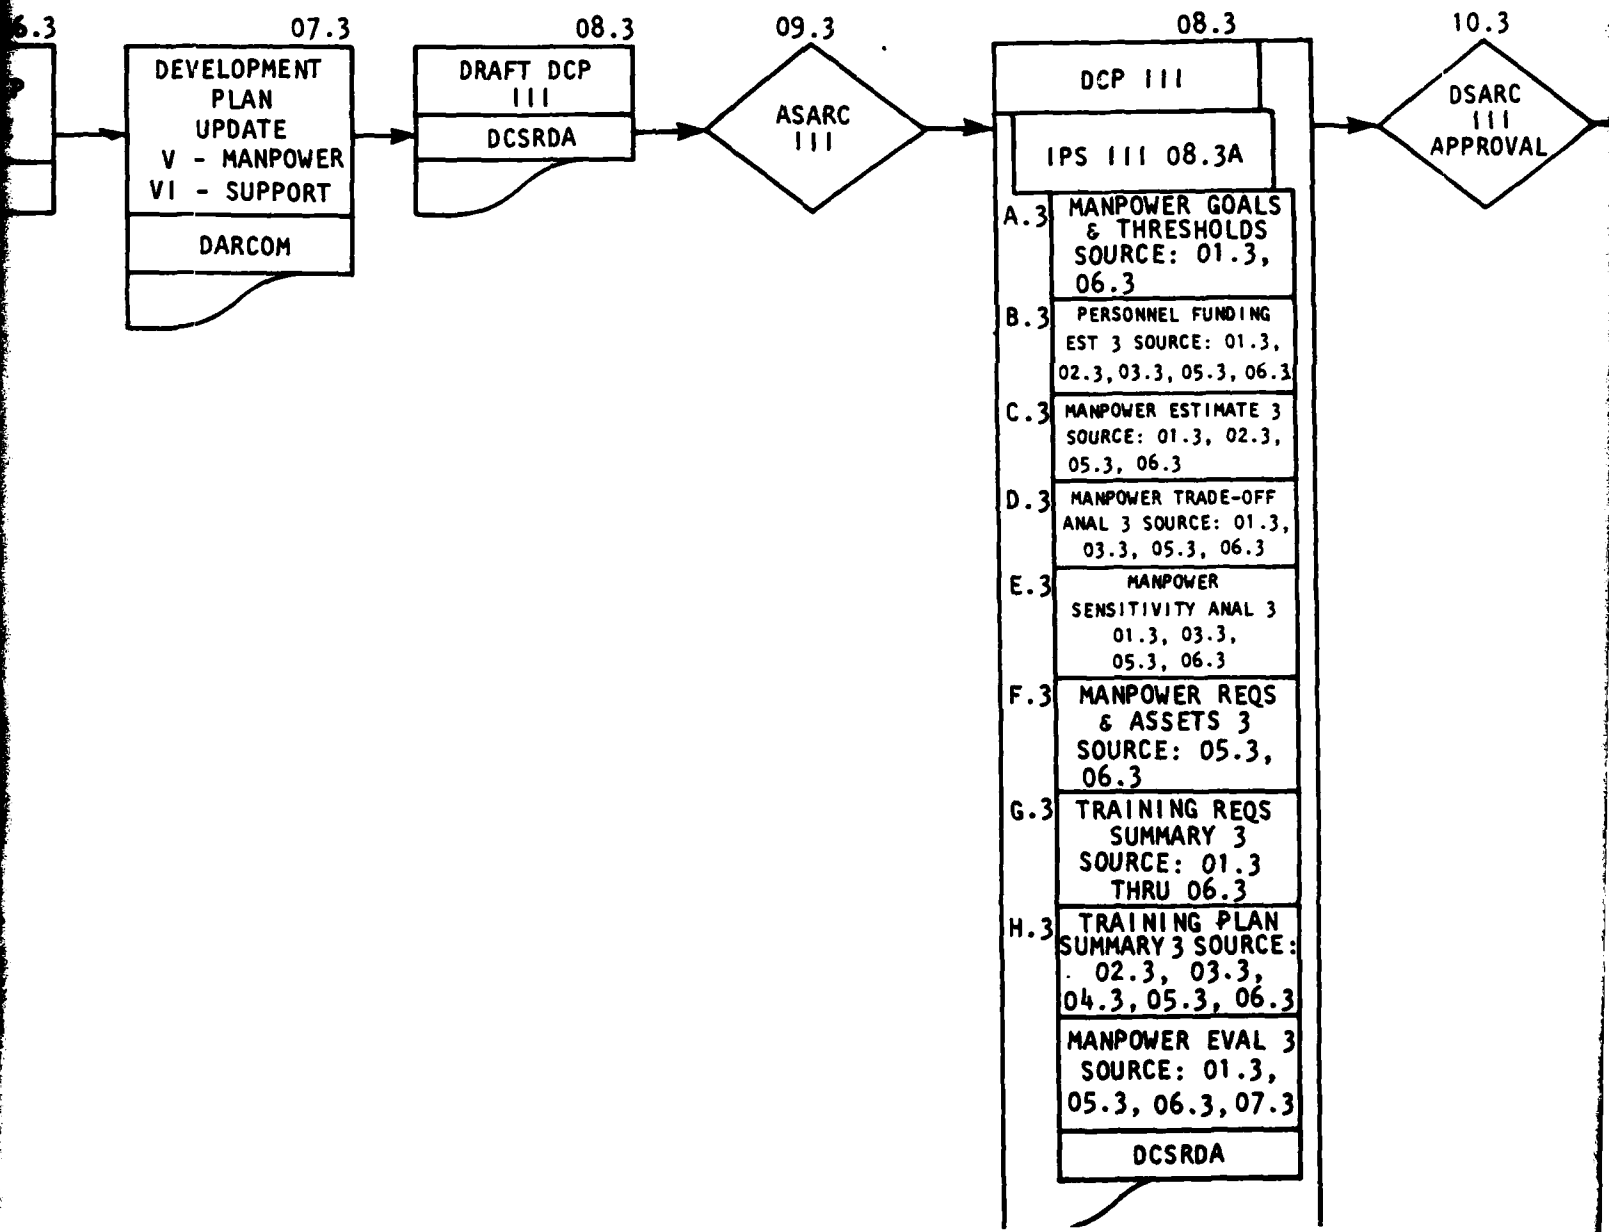 6.3
P
07.3
DEVELOPMENT
PLAN
UPDATE
V - MANPOWER
VI - SUPPORT
DARCOM
08.3
DRAFT DCP
III
DCSRDA
09.3
ASARC
III
08.3
DCP III
IPS III 08.3A
A.3
MANPOWER GOALS
& THRESHOLDS
SOURCE: 01.3,
06.3
B.3
PERSONNEL FUNDING
EST 3 SOURCE: 01.3,
02.3, 03.3, 05.3, 06.3
C.3
MANPOWER ESTIMATE 3
SOURCE: 01.3, 02.3,
05.3, 06.3
D.3
MANPOWER TRADE-OFF
ANAL 3 SOURCE: 01.3,
03.3, 05.3, 06.3
E.3
MANPOWER
SENSITIVITY ANAL 3
01.3, 03.3,
05.3, 06.3
F.3
MANPOWER REQS
& ASSETS 3
SOURCE: 05.3,
06.3
G.3
TRAINING REQS
SUMMARY 3
SOURCE: 01.3
THRU 06.3
H.3
TRAINING PLAN
SUMMARY 3 SOURCE:
02.3, 03.3,
04.3, 05.3, 06.3
MANPOWER EVAL 3
SOURCE: 01.3,
05.3, 06.3, 07.3
DCSRDA
10.3
DSARC
III
APPROVAL